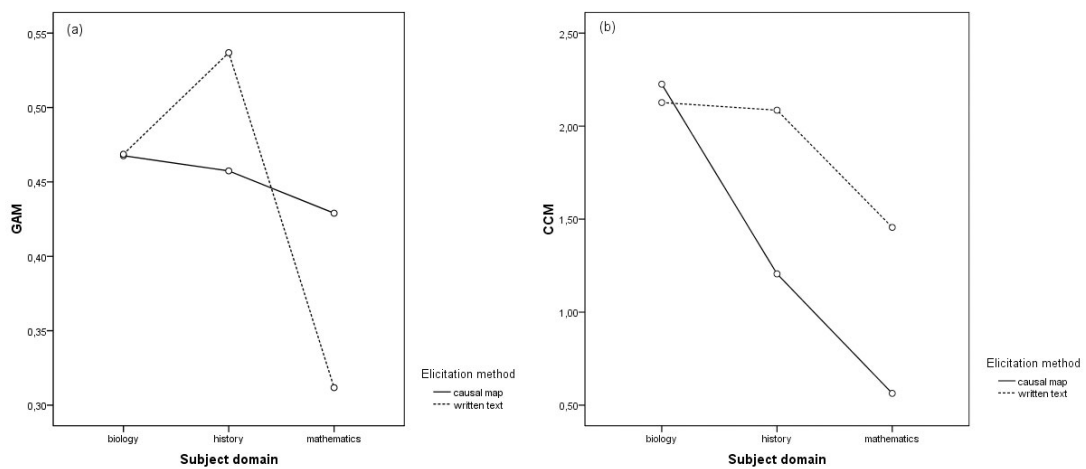 (a)
GAM
0,55
0,50
0,45
0,40
0,35
0,30
biology
history
mathematics
Subject domain
Elicitation method
causal map
written text
(b)
CCM
2,50
2,00
1,50
1,00
0,50
biology
history
mathematics
Subject domain
Elicitation method
causal map
written text